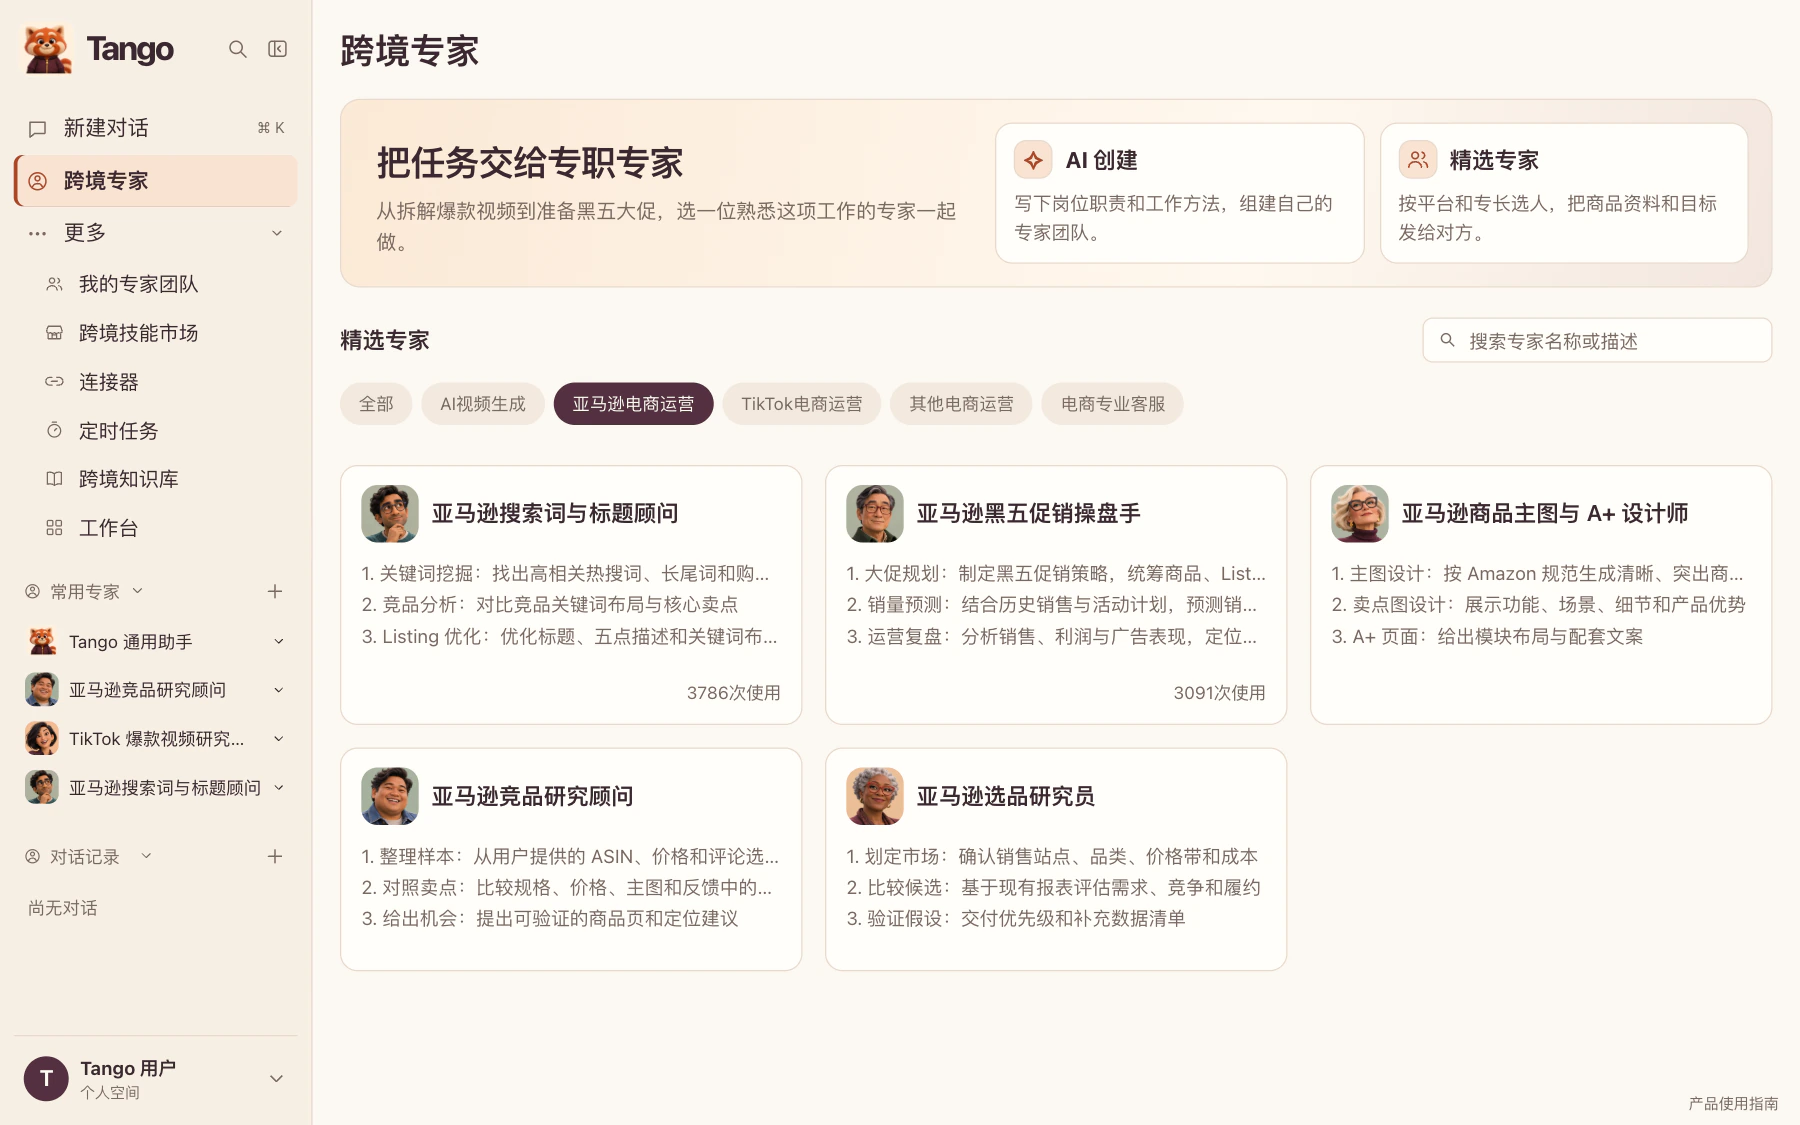 Tango
新建对话
⌘ K
跨境专家
更多
我的专家团队
跨境技能市场
连接器
定时任务
跨境知识库
工作台
常用专家
Tango 通用助手
亚马逊竞品研究顾问
TikTok 爆款视频研究...
亚马逊搜索词与标题顾问
对话记录
尚无对话
T
Tango 用户
个人空间
跨境专家
把任务交给专职专家
从拆解爆款视频到准备黑五大促，选一位熟悉这项工作的专家一起
做。
AI 创建
写下岗位职责和工作方法，组建自己的
专家团队。
精选专家
按平台和专长选人，把商品资料和目标
发给对方。
精选专家
搜索专家名称或描述
全部
AI视频生成
亚马逊电商运营
TikTok电商运营
其他电商运营
电商专业客服
亚马逊搜索词与标题顾问
1. 关键词挖掘：找出高相关热搜词、长尾词和购...
2. 竞品分析：对比竞品关键词布局与核心卖点
3. Listing 优化：优化标题、五点描述和关键词布...
3786次使用
亚马逊黑五促销操盘手
1. 大促规划：制定黑五促销策略，统筹商品、List...
2. 销量预测：结合历史销售与活动计划，预测销...
3. 运营复盘：分析销售、利润与广告表现，定位...
3091次使用
亚马逊商品主图与 A+ 设计师
1. 主图设计：按 Amazon 规范生成清晰、突出商...
2. 卖点图设计：展示功能、场景、细节和产品优势
3. A+ 页面：给出模块布局与配套文案
亚马逊竞品研究顾问
1. 整理样本：从用户提供的 ASIN、价格和评论选...
2. 对照卖点：比较规格、价格、主图和反馈中的...
3. 给出机会：提出可验证的商品页和定位建议
亚马逊选品研究员
1. 划定市场：确认销售站点、品类、价格带和成本
2. 比较候选：基于现有报表评估需求、竞争和履约
3. 验证假设：交付优先级和补充数据清单
产品使用指南